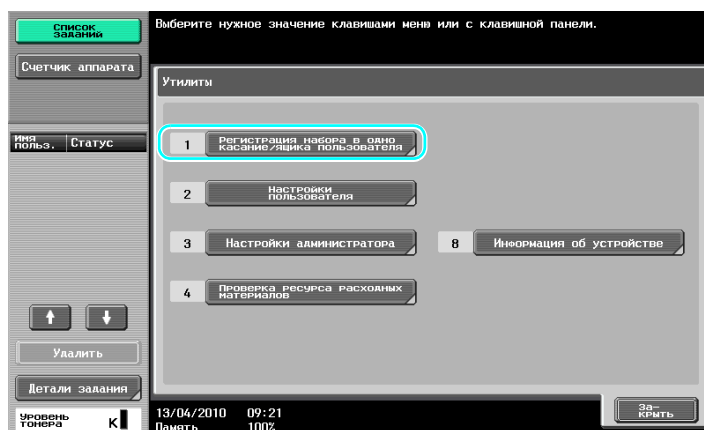 Список
заданий
Выберите нужное значение клавишами меню или с клавишной панели.
Счетчик аппарата
Утилиты
Имя
польз.
Статус
1
Регистрация набора в одно
касание/ящика пользователя
2
Настройки
пользователя
3
Настройки администратора
8
Информация об устройстве
4
Проверка ресурса расходных
материалов
Удалить
Детали задания
Уровень
тонера
K
13/04/2010 09:21
Память 100%
За-
крыть